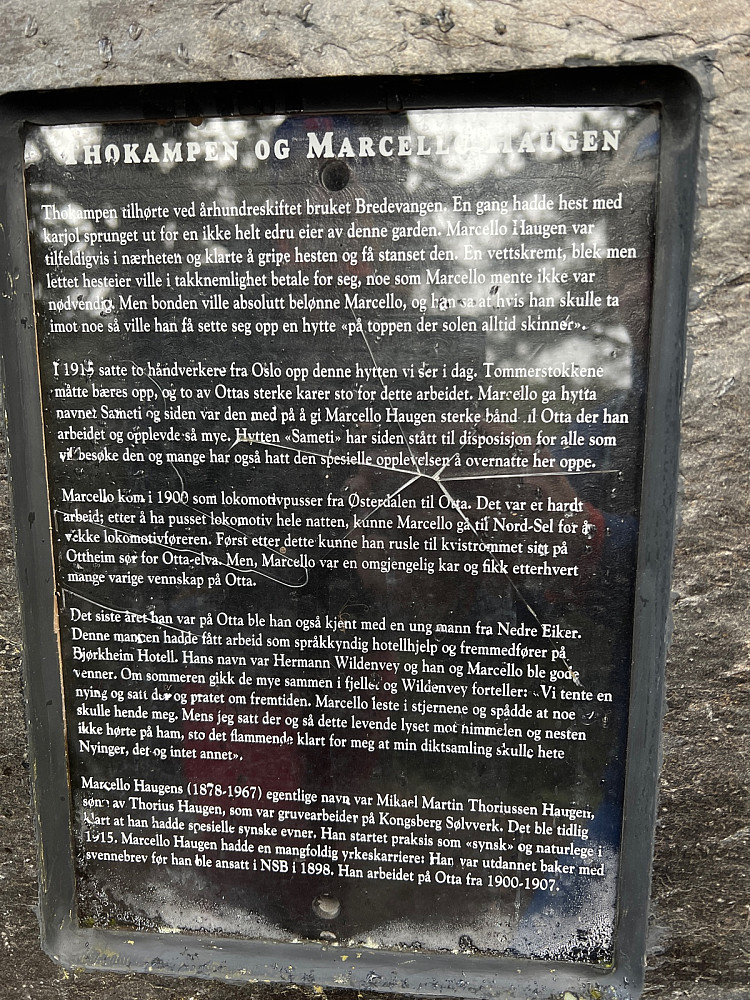 THOKAMPEN OG MARCELLO HAUGEN
Thokampen tilhørte ved århundreskiftet bruket Bredevangen. En gang hadde hest med
karjol sprunget ut for en ikke helt edru eier av denne garden. Marcello Haugen var
tilfeldigvis i nærheten og klarte å gripe hesten og få stanset den. En vettskremt, blek men
lettet hesteier ville i takknemlighet betale for seg, noe som Marcello mente ikke var
nødvendig. Men bonden ville absolutt belønne Marcello, og han sa at hvis han skulle ta
imot noe så ville han få sette seg opp en hytte «på toppen der solen alltid skinner».
I 1915 satte to håndverkere fra Oslo opp denne hytten vi ser i dag. Tømmerstokkene
måtte bæres opp, og to av Ottas sterke karer sto for dette arbeidet. Marcello ga hytta
navnet Sameti og siden var den med på å gi Marcello Haugen sterke bånd til Otta der han
arbeidet og opplevde så mye. Hytten «Sameti» har siden stått til disposisjon for alle som
vil besøke den og mange har også hatt den spesielle opplevelsen å overnatte her oppe.
Marcello kom i 1900 som lokomotivpusser fra Østerdalen til Otta. Det var et hardt
arbeid; etter å ha pusset lokomotiv hele natten, kunne Marcello gå til Nord-Sel for å
vekke lokomotivføreren. Først etter dette kunne han rusle til kvistrommet sitt på
Ottheim sør for Otta-elva. Men, Marcello var en omgjengelig kar og fikk etterhvert
mange varige vennskap på Otta.
Det siste året han var på Otta ble han også kjent med en ung mann fra Nedre Eiker.
Denne mannen hadde fått arbeid som språkkyndig hotellhjelp og fremmedfører på
Bjørkheim Hotell. Hans navn var Hermann Wildenvey og han og Marcello ble gode
venner. Om sommeren gikk de mye sammen i fjellet og Wildenvey forteller: «Vi tente en
nying og satt der og pratet om fremtiden. Marcello leste i stjernene og spådde at noe
skulle hende meg. Mens jeg satt der og så dette levende lyset mot himmelen og nesten
ikke hørte på ham, sto det flammende klart for meg at min diktsamling skulle hete
Nyinger, det og intet annet».
Marcello Haugens (1878-1967) egentlige navn var Mikael Martin Thoriussen Haugen,
sønn av Thorius Haugen, som var gruvearbeider på Kongsberg Sølvverk. Det ble tidlig
klart at han hadde spesielle synske evner. Han startet praksis som «synsk» og naturlege i
1915. Marcello Haugen hadde en mangfoldig yrkeskarriere: Han var utdannet baker med
svennebrev før han ble ansatt i NSB i 1898. Han arbeidet på Otta fra 1900-1907.